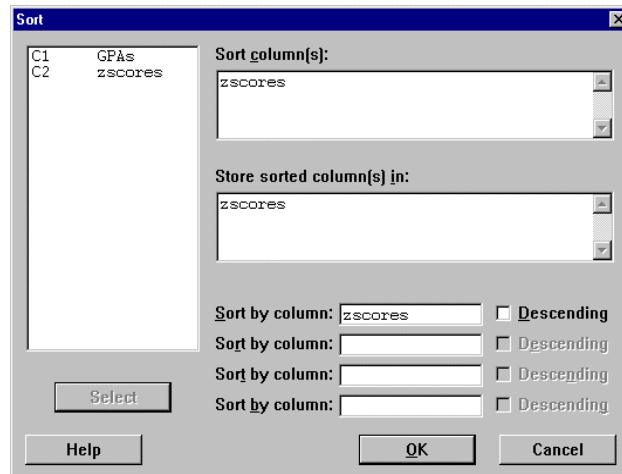 Sort
C1 GPAs
C2 zscores
Sort column(s):
zscores
Store sorted column(s) in:
zscores
Sort by column: zscores Descending
Sort by column: Descending
Sort by column: Descending
Sort by column: Descending
Select
Help OK Cancel